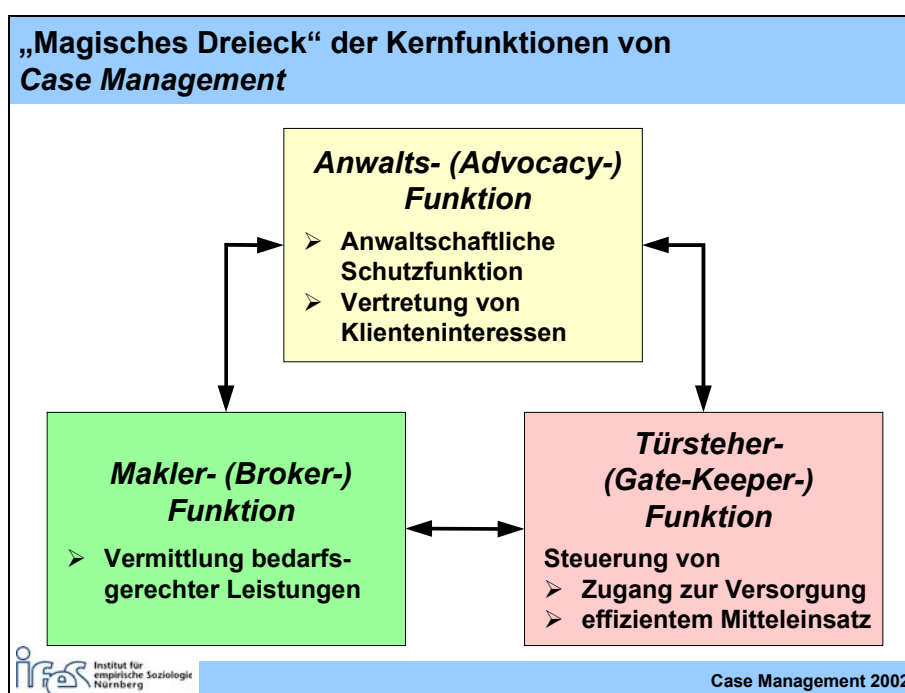 „Magisches Dreieck“ der Kernfunktionen von
Case Management
Anwalts- (Advocacy-)
Funktion
➢ Anwaltschaftliche
Schutzfunktion
➢ Vertretung von
Klienteninteressen
Makler- (Broker-)
Funktion
➢ Vermittlung bedarfs-
gerechter Leistungen
Türsteher-
(Gate-Keeper-)
Funktion
Steuerung von
➢ Zugang zur Versorgung
➢ effizientem Mitteleinsatz
ifes
Institut für
empirische Soziologie
Nürnberg
Case Management 2002